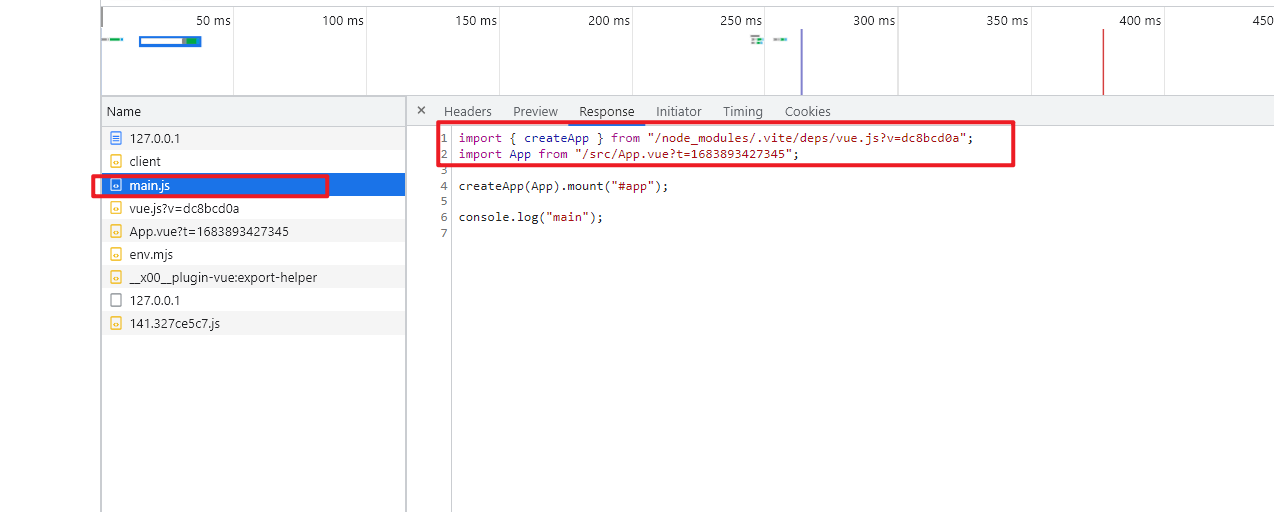 50 ms 100 ms 150 ms 200 ms 250 ms 300 ms 350 ms 400 ms 450
Name
127.0.0.1
client
main.js
vue.js?v=dc8bcd0a
App.vue?t=1683893427345
env.mjs
__x00__plugin-vue:export-helper
127.0.0.1
141.327ce5c7.js
× Headers Preview Response Initiator Timing Cookies
1 import { createApp } from "/node_modules/.vite/deps/vue.js?v=dc8bcd0a";
2 import App from "/src/App.vue?t=1683893427345";
3
4 createApp(App).mount("#app");
5
6 console.log("main");
7